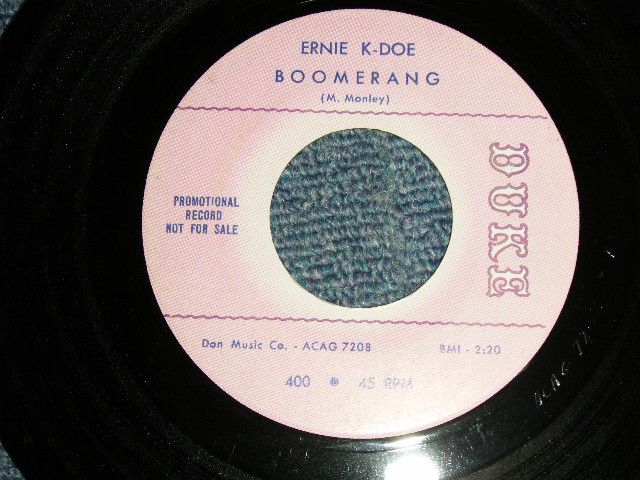 ERNIE K-DOE
BOOMERANG
(M. Monley)
DUKE
PROMOTIONAL
RECORD
NOT FOR SALE
Don Music Co. - ACAG 7208
BMI - 2:20
400 45 RPM